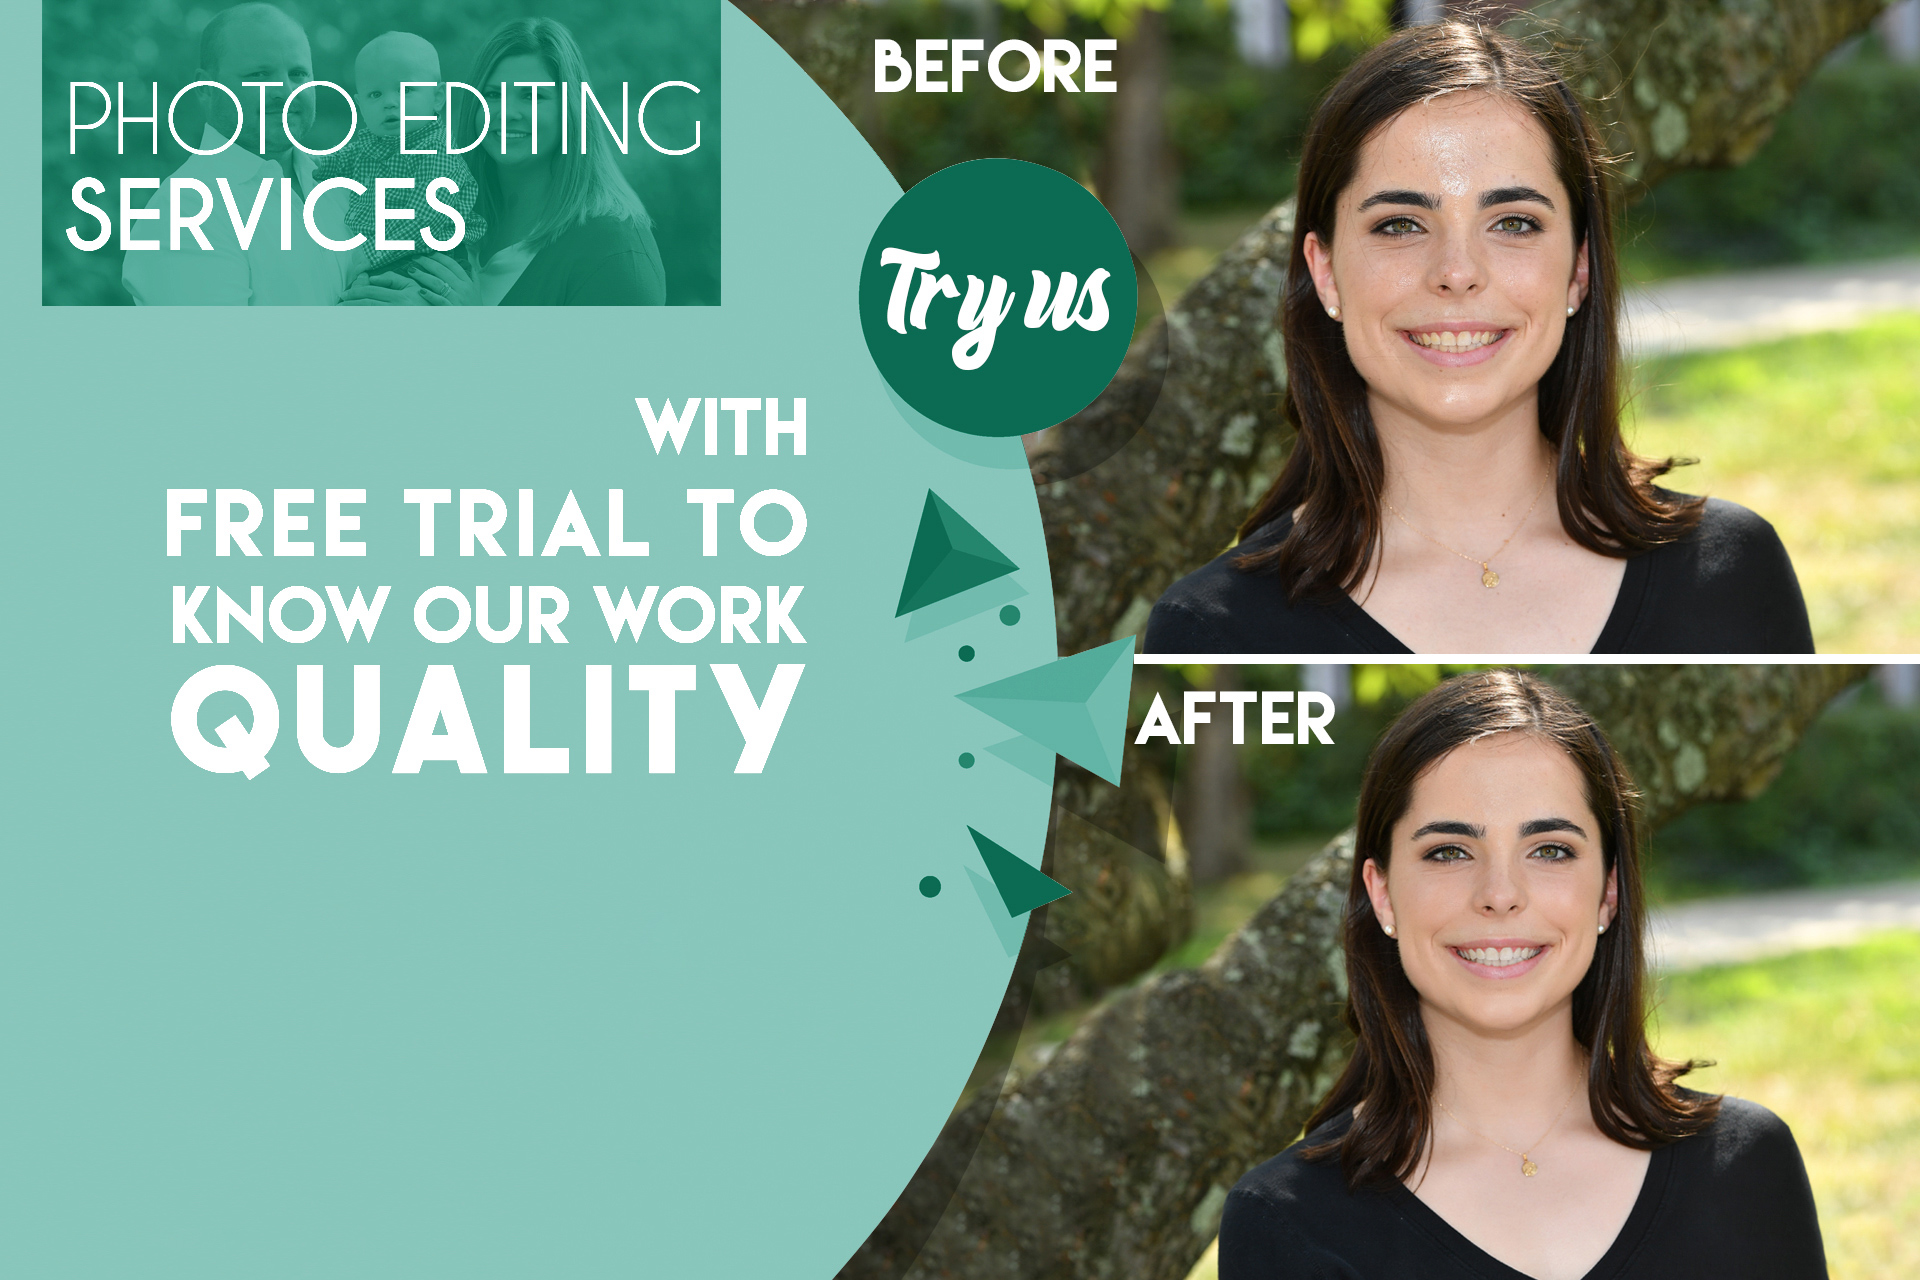 PHOTO EDITING
SERVICES
BEFORE
Try us
WITH
FREE TRIAL TO
KNOW OUR WORK
QUALITY
AFTER